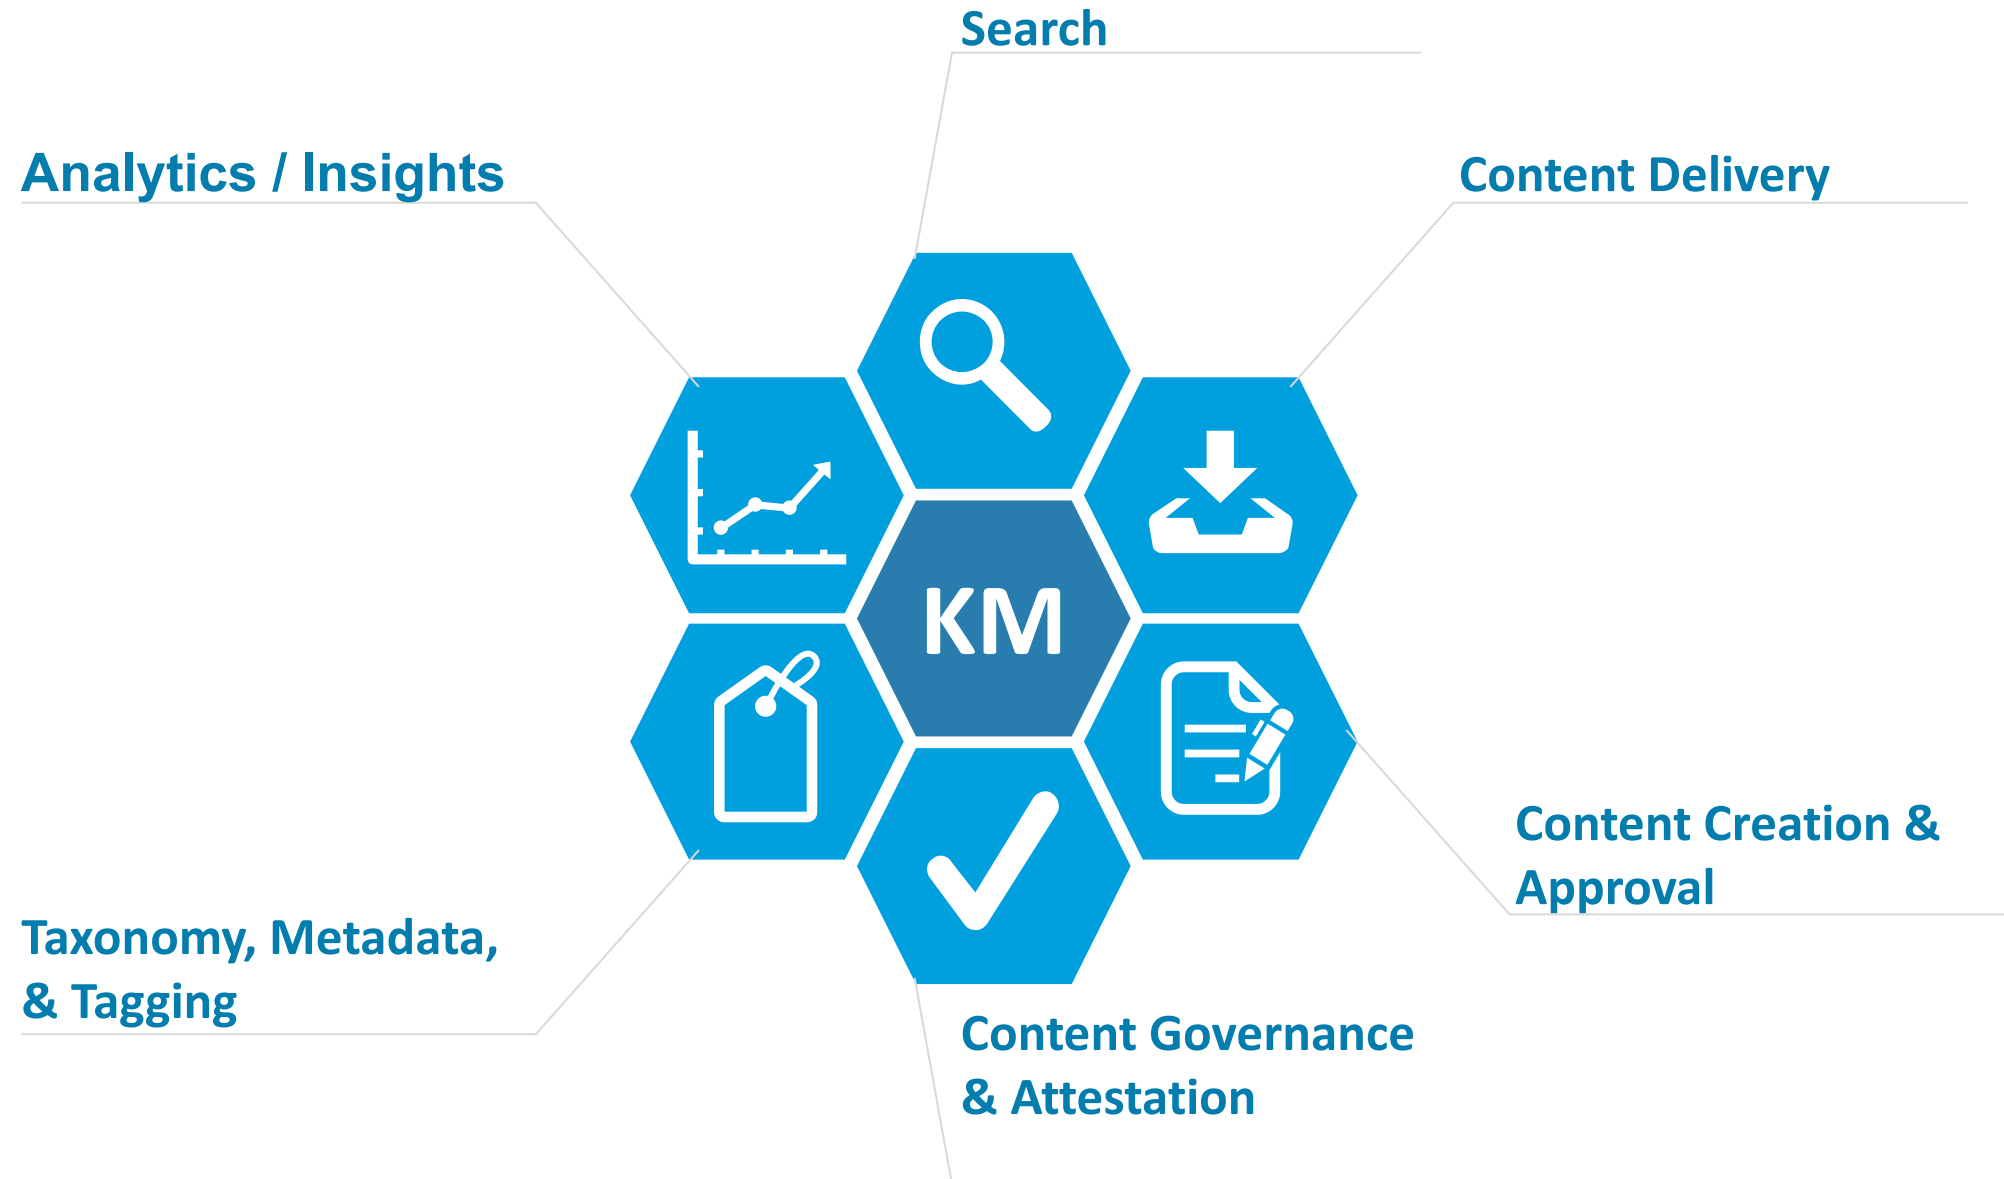 Search
Analytics / Insights
Content Delivery
KM
Content Creation &
Approval
Taxonomy, Metadata,
& Tagging
Content Governance
& Attestation